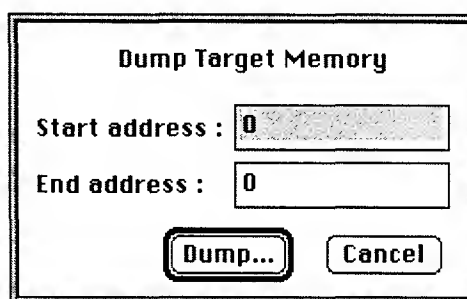 Dump Target Memory
Start address : 0
End address : 0
Dump... Cancel